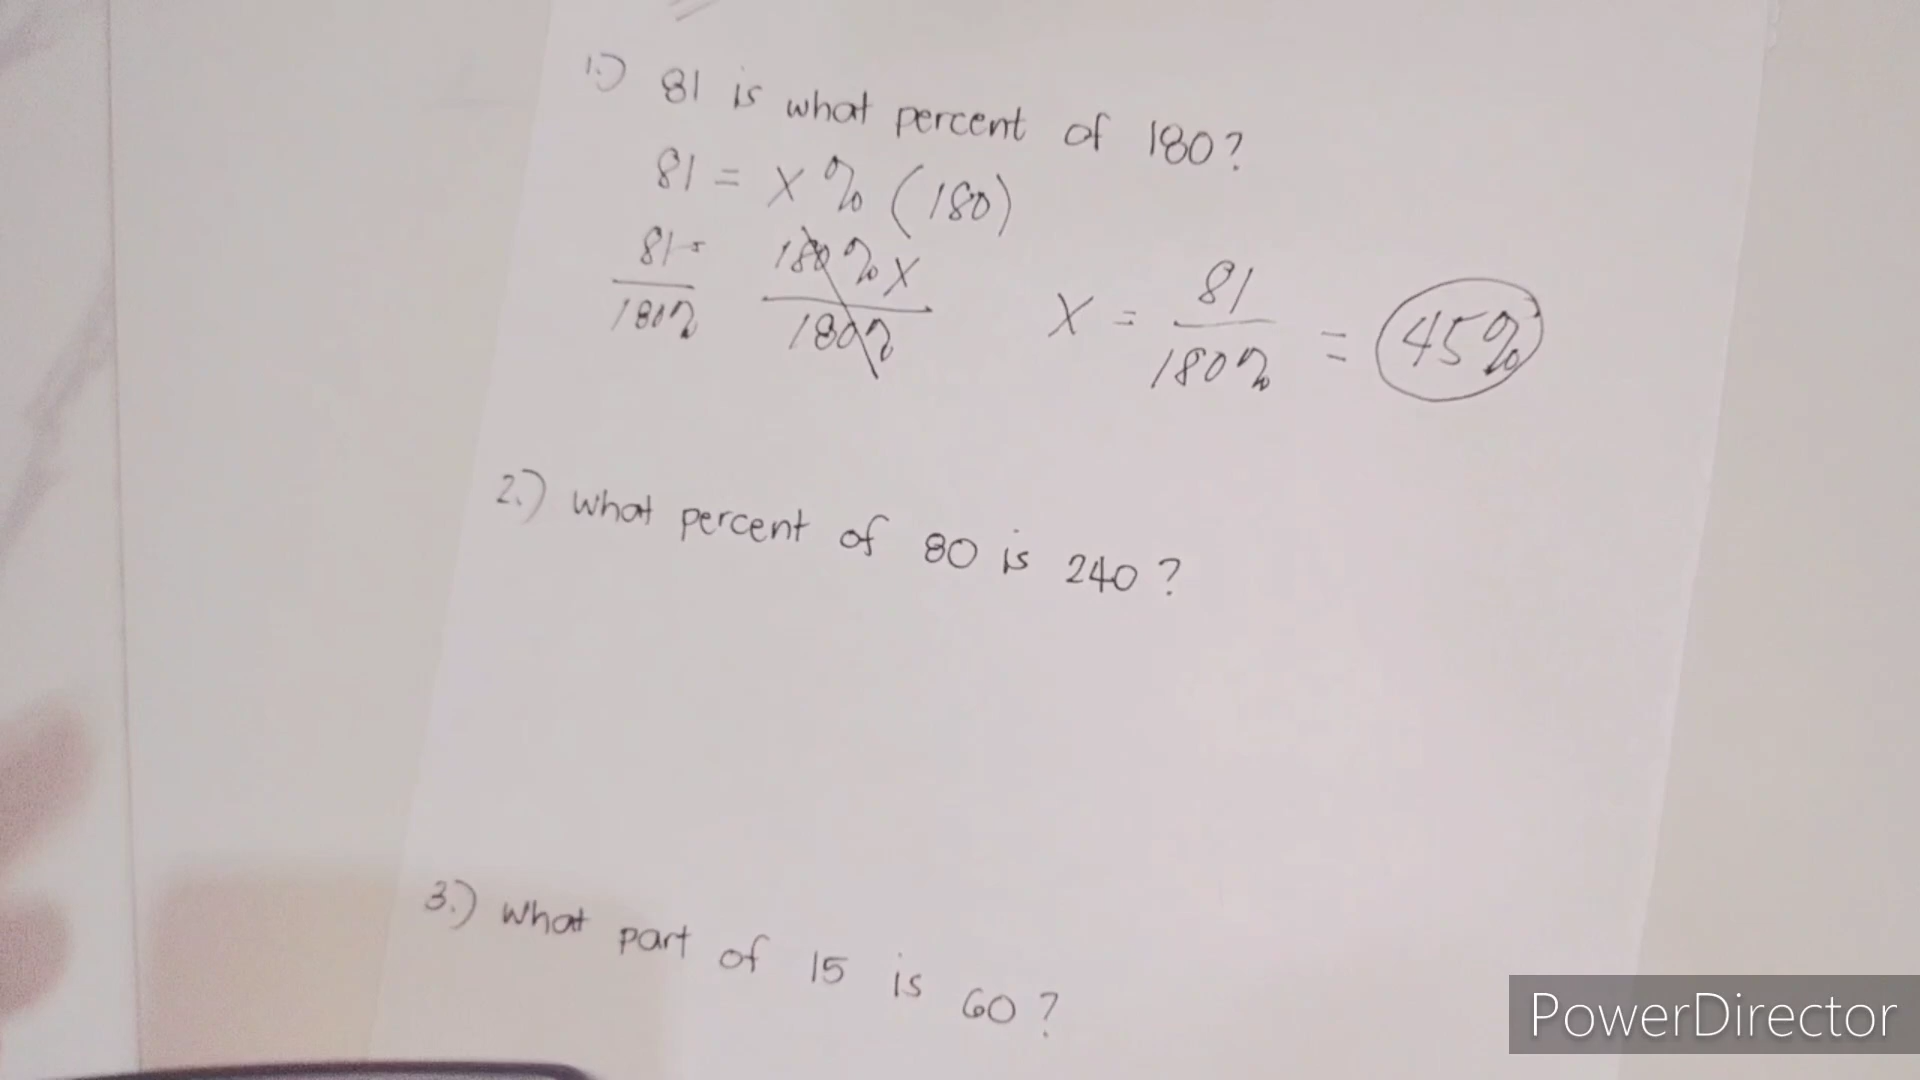 1.) 81 is what percent of 180?
81 = x % (180)
81 = 180 % x
180% 180% x = 81 / 180% = 45%
2.) what percent of 80 is 240?
3.) what part of 15 is 60?
PowerDirector